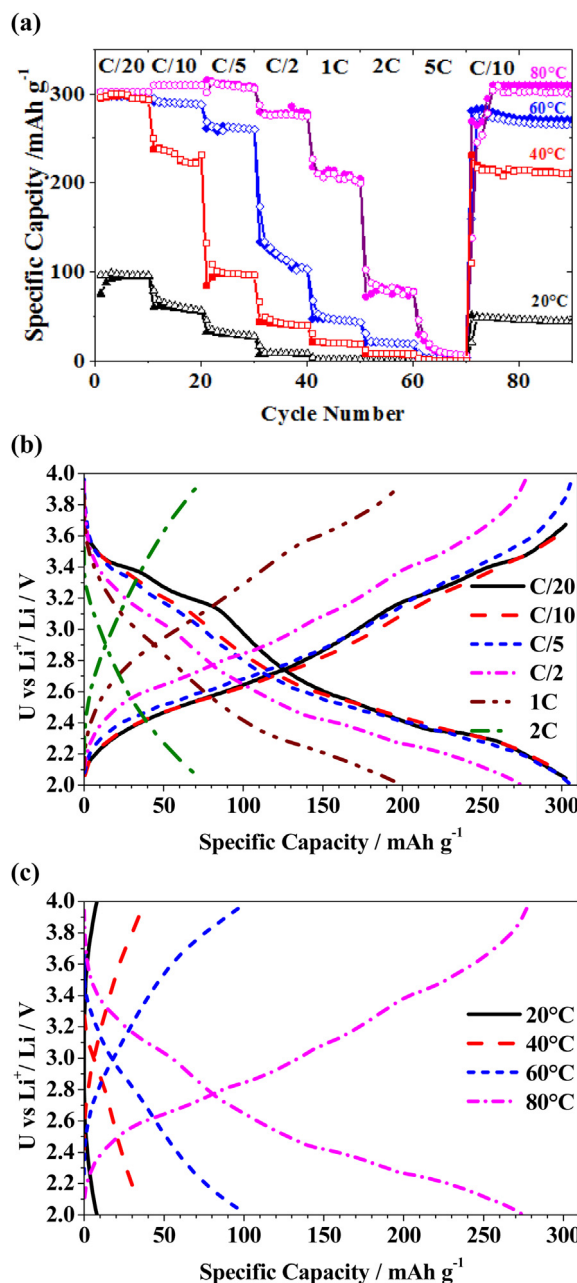 (a)
C/20 C/10 C/5 C/2 1C 2C 5C C/10
80°C
60°C
40°C
20°C
300
200
100
0
0 20 40 60 80
Specific Capcity /mAh g-1
Cycle Number
(b)
4.0
3.8
3.6
3.4
3.2
3.0
2.8
2.6
2.4
2.2
2.0
U vs Li+/ Li / V
C/20
C/10
C/5
C/2
1C
2C
0 50 100 150 200 250 300
Specific Capacity / mAh g-1
(c)
4.0
3.8
3.6
3.4
3.2
3.0
2.8
2.6
2.4
2.2
2.0
U vs Li+/ Li / V
20°C
40°C
60°C
80°C
0 50 100 150 200 250 300
Specific Capacity / mAh g-1